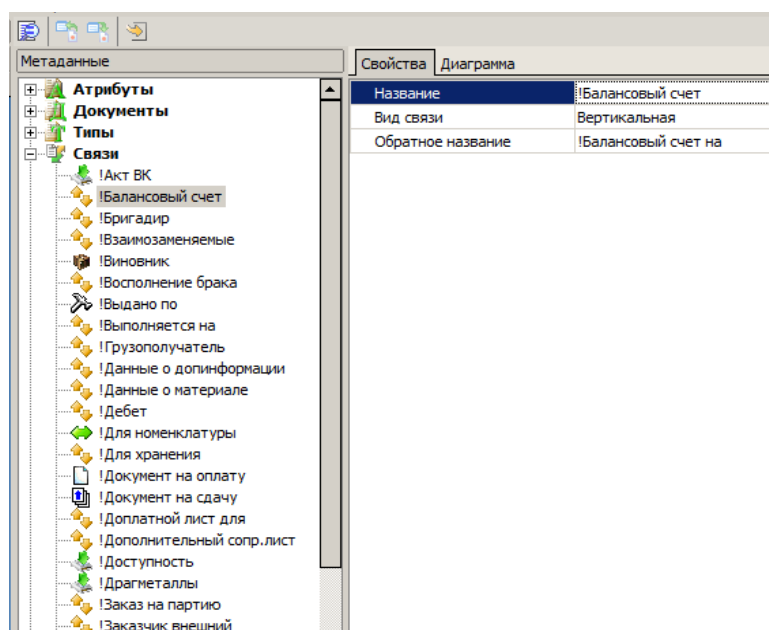 Метаданные
Атрибуты
Документы
Типы
Связи
!Акт ВК
!Балансовый счет
!Бригадир
!Взаимозаменяемые
!Виновник
!Восполнение брака
!Выдано по
!Выполняется на
!Грузополучатель
!Данные о допинформации
!Данные о материале
!Дебет
!Для номенклатуры
!Для хранения
!Документ на оплату
!Документ на сдачу
!Доплатной лист для
!Дополнительный сопр.лист
!Доступность
!Драгметаллы
!Заказ на партию
!Заказчик внешний
Свойства Диаграмма
Название !Балансовый счет
Вид связи Вертикальная
Обратное название !Балансовый счет на